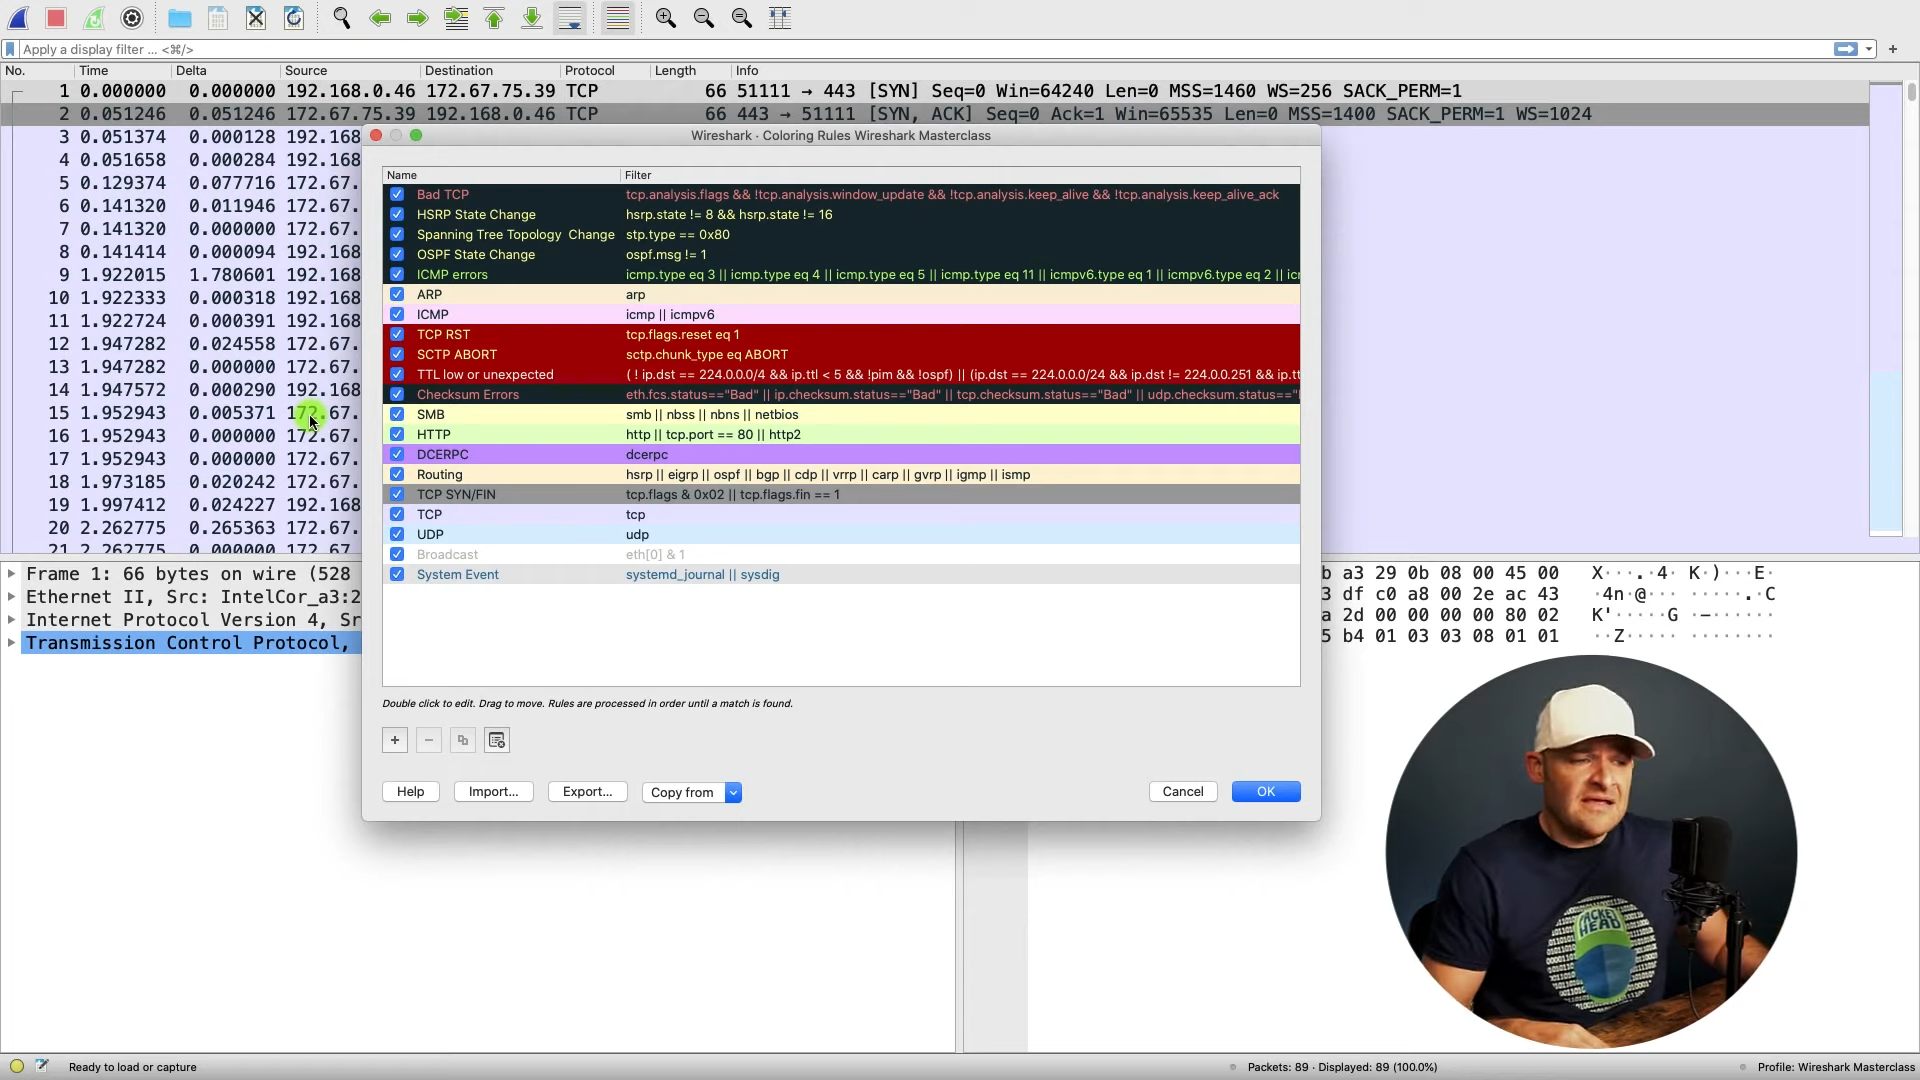 Apply a display filter ... <⌘/>
+
No. Time Delta Source Destination Protocol Length Info
1 0.000000 0.000000 192.168.0.46 172.67.75.39 TCP 66 51111 → 443 [SYN] Seq=0 Win=64240 Len=0 MSS=1460 WS=256 SACK_PERM=1
2 0.051246 0.051246 172.67.75.39 192.168.0.46 TCP 66 443 → 51111 [SYN, ACK] Seq=0 Ack=1 Win=65535 Len=0 MSS=1400 SACK_PERM=1 WS=1024
3 0.051374 0.000128 192.168
4 0.051658 0.000284 192.168
5 0.129374 0.077716 172.67.
6 0.141320 0.011946 172.67.
7 0.141320 0.000000 172.67.
8 0.141414 0.000094 192.168
9 1.922015 1.780601 192.168
10 1.922333 0.000318 192.168
11 1.922724 0.000391 192.168
12 1.947282 0.024558 172.67.
13 1.947282 0.000000 172.67.
14 1.947572 0.000290 192.168
15 1.952943 0.005371 172.67.
16 1.952943 0.000000 172.67.
17 1.952943 0.000000 172.67.
18 1.973185 0.020242 172.67.
19 1.997412 0.024227 192.168
20 2.262775 0.265363 172.67.
21 2.262775 0.000000 172.67
Wireshark · Coloring Rules Wireshark Masterclass
Name Filter
Bad TCP tcp.analysis.flags && !tcp.analysis.window_update && !tcp.analysis.keep_alive && !tcp.analysis.keep_alive_ack
HSRP State Change hsrp.state != 8 && hsrp.state != 16
Spanning Tree Topology Change stp.type == 0x80
OSPF State Change ospf.msg != 1
ICMP errors icmp.type eq 3 || icmp.type eq 4 || icmp.type eq 5 || icmp.type eq 11 || icmpv6.type eq 1 || icmpv6.type eq 2 || icr
ARP arp
ICMP icmp || icmpv6
TCP RST tcp.flags.reset eq 1
SCTP ABORT sctp.chunk_type eq ABORT
TTL low or unexpected ( ! ip.dst == 224.0.0.0/4 && ip.ttl < 5 && !pim && !ospf) || (ip.dst == 224.0.0.0/24 && ip.dst != 224.0.0.251 && ip.tt
Checksum Errors eth.fcs.status=="Bad" || ip.checksum.status=="Bad" || tcp.checksum.status=="Bad" || udp.checksum.status=="
SMB smb || nbss || nbns || netbios
HTTP http || tcp.port == 80 || http2
DCERPC dcerpc
Routing hsrp || eigrp || ospf || bgp || cdp || vrrp || carp || gvrp || igmp || ismp
TCP SYN/FIN tcp.flags & 0x02 || tcp.flags.fin == 1
TCP tcp
UDP udp
Broadcast eth[0] & 1
System Event systemd_journal || sysdig
Double click to edit. Drag to move. Rules are processed in order until a match is found.
+ −
Help Import... Export... Copy from Cancel OK
Frame 1: 66 bytes on wire (528
Ethernet II, Src: IntelCor_a3:2
Internet Protocol Version 4, Sr
Transmission Control Protocol,
b a3 29 0b 08 00 45 00 X···.4· K·)···E·
3 df c0 a8 00 2e ac 43 ·4n·@··· ·····.·C
a 2d 00 00 00 00 80 02 K'·····G ·-······
5 b4 01 03 03 08 01 01 ··Z····· ········
PACKET
HEAD
Ready to load or capture
Packets: 89 · Displayed: 89 (100.0%)
Profile: Wireshark Masterclass